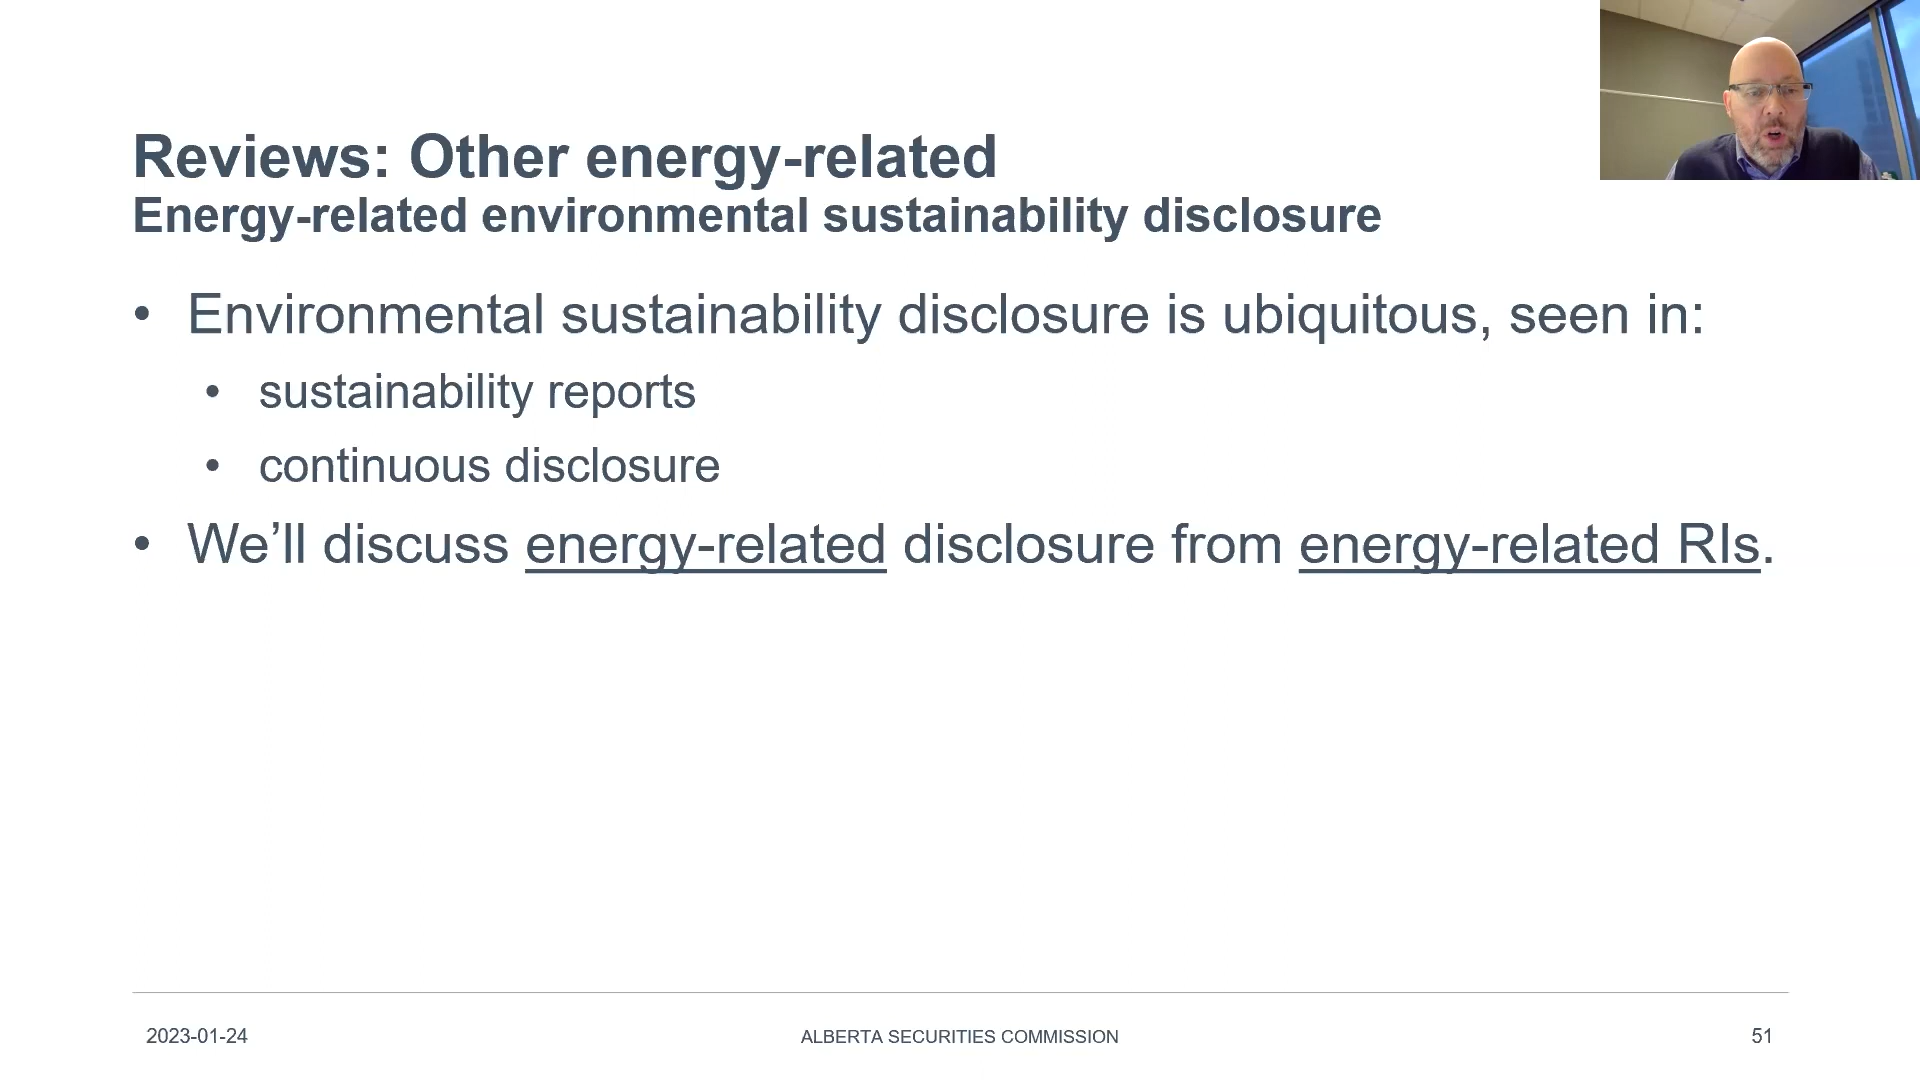 Reviews: Other energy-related
Energy-related environmental sustainability disclosure
• Environmental sustainability disclosure is ubiquitous, seen in:
• sustainability reports
• continuous disclosure
• We’ll discuss energy-related disclosure from energy-related RIs.
2023-01-24
ALBERTA SECURITIES COMMISSION
51